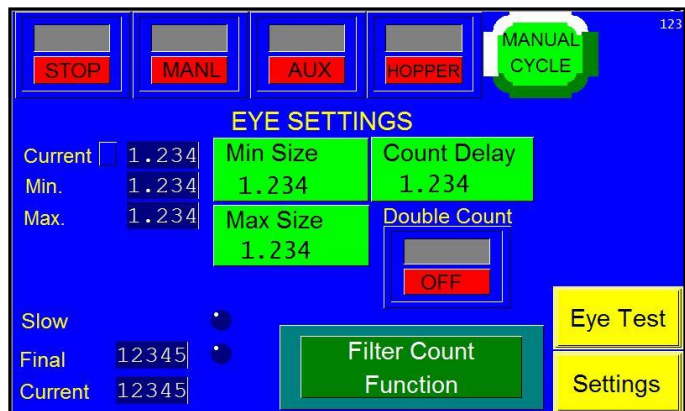 123
STOP MANL AUX HOPPER MANUAL
CYCLE
EYE SETTINGS
Current 1.234
Min. 1.234
Max. 1.234
Min Size
1.234
Count Delay
1.234
Max Size
1.234
Double Count
OFF
Slow
Final 12345
Current 12345
Filter Count
Function
Eye Test
Settings